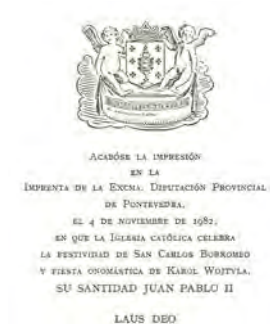 ACABÓSE LA IMPRESIÓN
EN LA
IMPRENTA DE LA EXCMA. DIPUTACIÓN PROVINCIAL
DE PONTEVEDRA,
EL 4 DE NOVIEMBRE DE 1982,
EN QUE LA IGLESIA CATÓLICA CELEBRA
LA FESTIVIDAD DE SAN CARLOS BORROMEO
Y FIESTA ONOMÁSTICA DE KAROL WOJTYLA,
SU SANTIDAD JUAN PABLO II
LAUS DEO